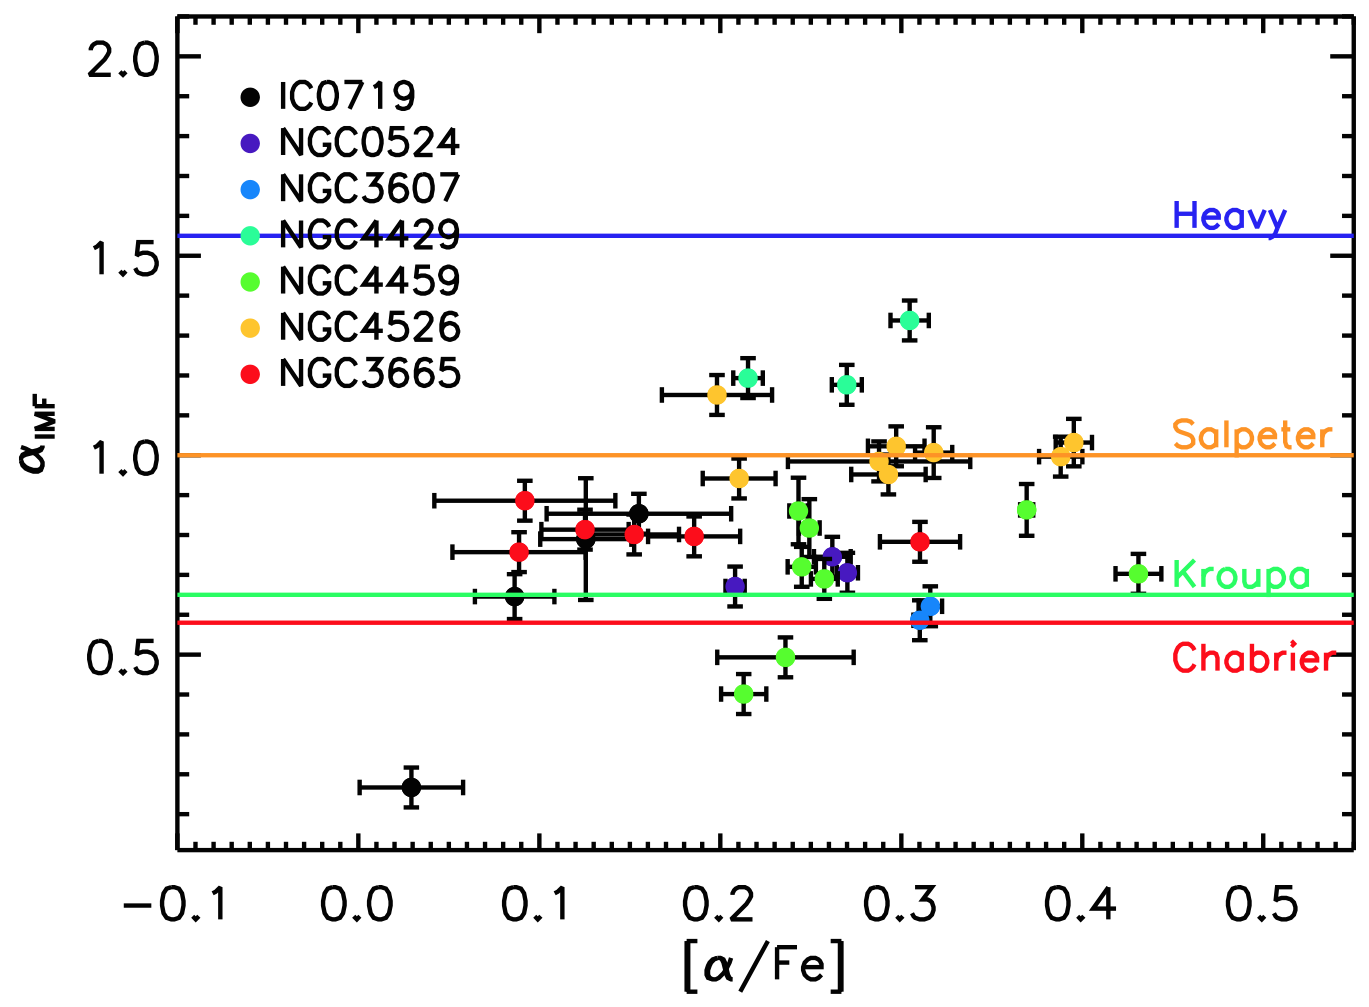 2.0
IC0719
NGC0524
NGC3607
Heavy
NGC4429
1.5
NGC4459
NGC4526
NGC3665
αIMF
Salpeter
1.0
Kroupa
0.5
Chabrier
−0.1 0.0 0.1 0.2 0.3 0.4 0.5
[α/Fe]